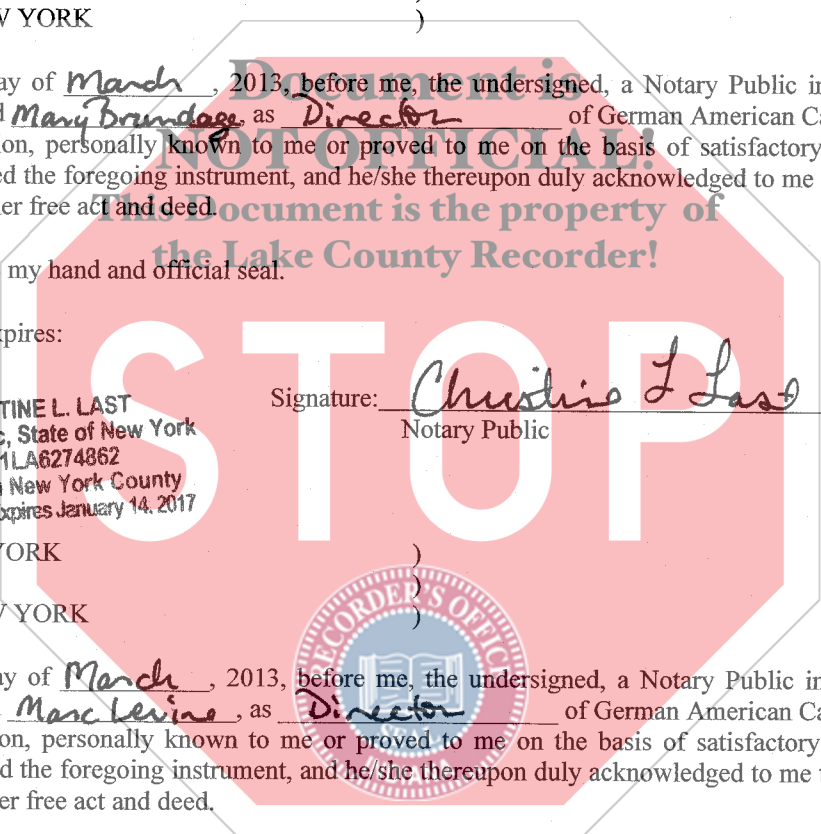 YORK
)
ay of March, 2013, before me, the undersigned, a Notary Public in
Mary Brundage, as Director of German American Ca
ion, personally known to me or proved to me on the basis of satisfactory
ed the foregoing instrument, and he/she thereupon duly acknowledged to me
er free act and deed.
my hand and official seal.
xpires:
Signature: Christine L Last
Notary Public
TINE L. LAST
c, State of New York
1LA6274862
New York County
xpires January 14, 2017
YORK
)
)
YORK
)
ay of March, 2013, before me, the undersigned, a Notary Public in
Marc Levine, as Director of German American Ca
on, personally known to me or proved to me on the basis of satisfactory
d the foregoing instrument, and he/she thereupon duly acknowledged to me
er free act and deed.
Document is
NOT OFFICIAL!
This Document is the property of
the Lake County Recorder!
STOP
RECORDER'S OFFICE
SEAL